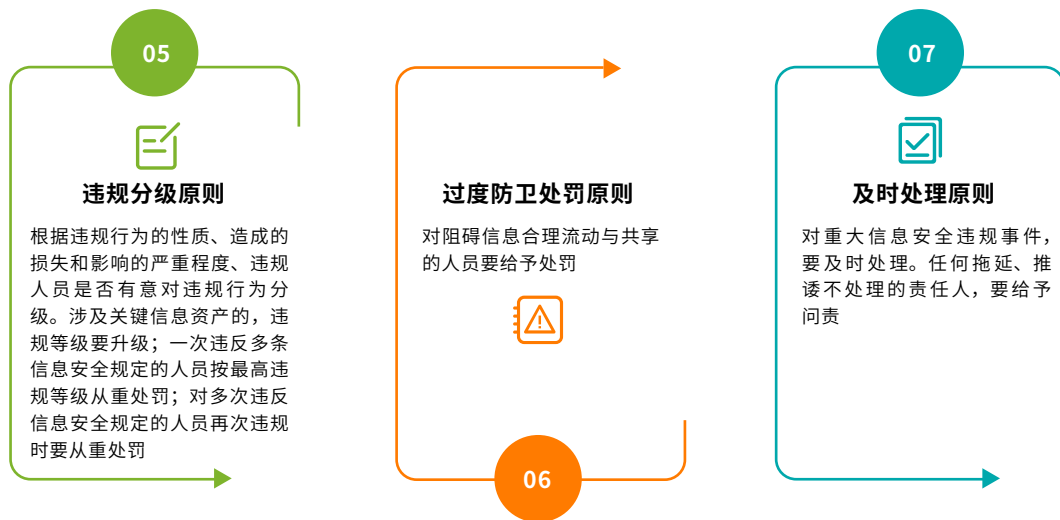 05
违规分级原则
根据违规行为的性质、造成的
损失和影响的严重程度、违规
人员是否有意对违规行为分
级。涉及关键信息资产的，违
规等级要升级；一次违反多条
信息安全规定的人员按最高违
规等级从重处罚；对多次违反
信息安全规定的人员再次违规
时要从重处罚
过度防卫处罚原则
对阻碍信息合理流动与共享
的人员要给予处罚
06
07
及时处理原则
对重大信息安全违规事件，
要及时处理。任何拖延、推
诿不处理的责任人，要给予
问责